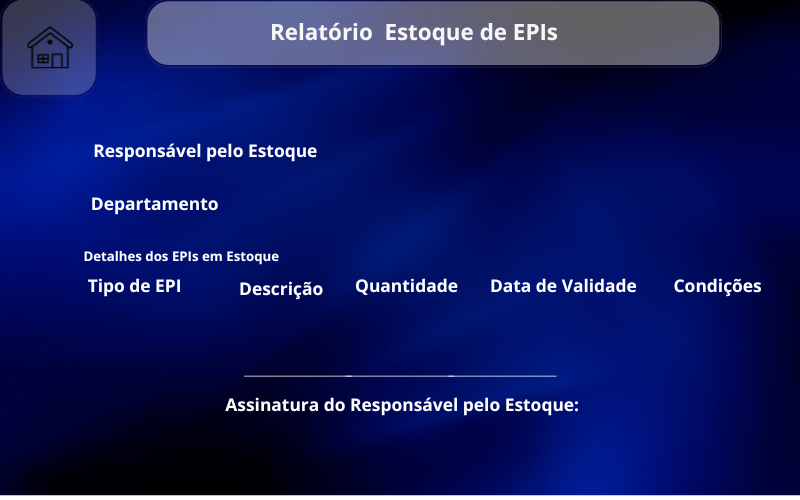 Relatório Estoque de EPIs
Responsável pelo Estoque
Departamento
Detalhes dos EPIs em Estoque
Tipo de EPI Descrição Quantidade Data de Validade Condições
Assinatura do Responsável pelo Estoque: